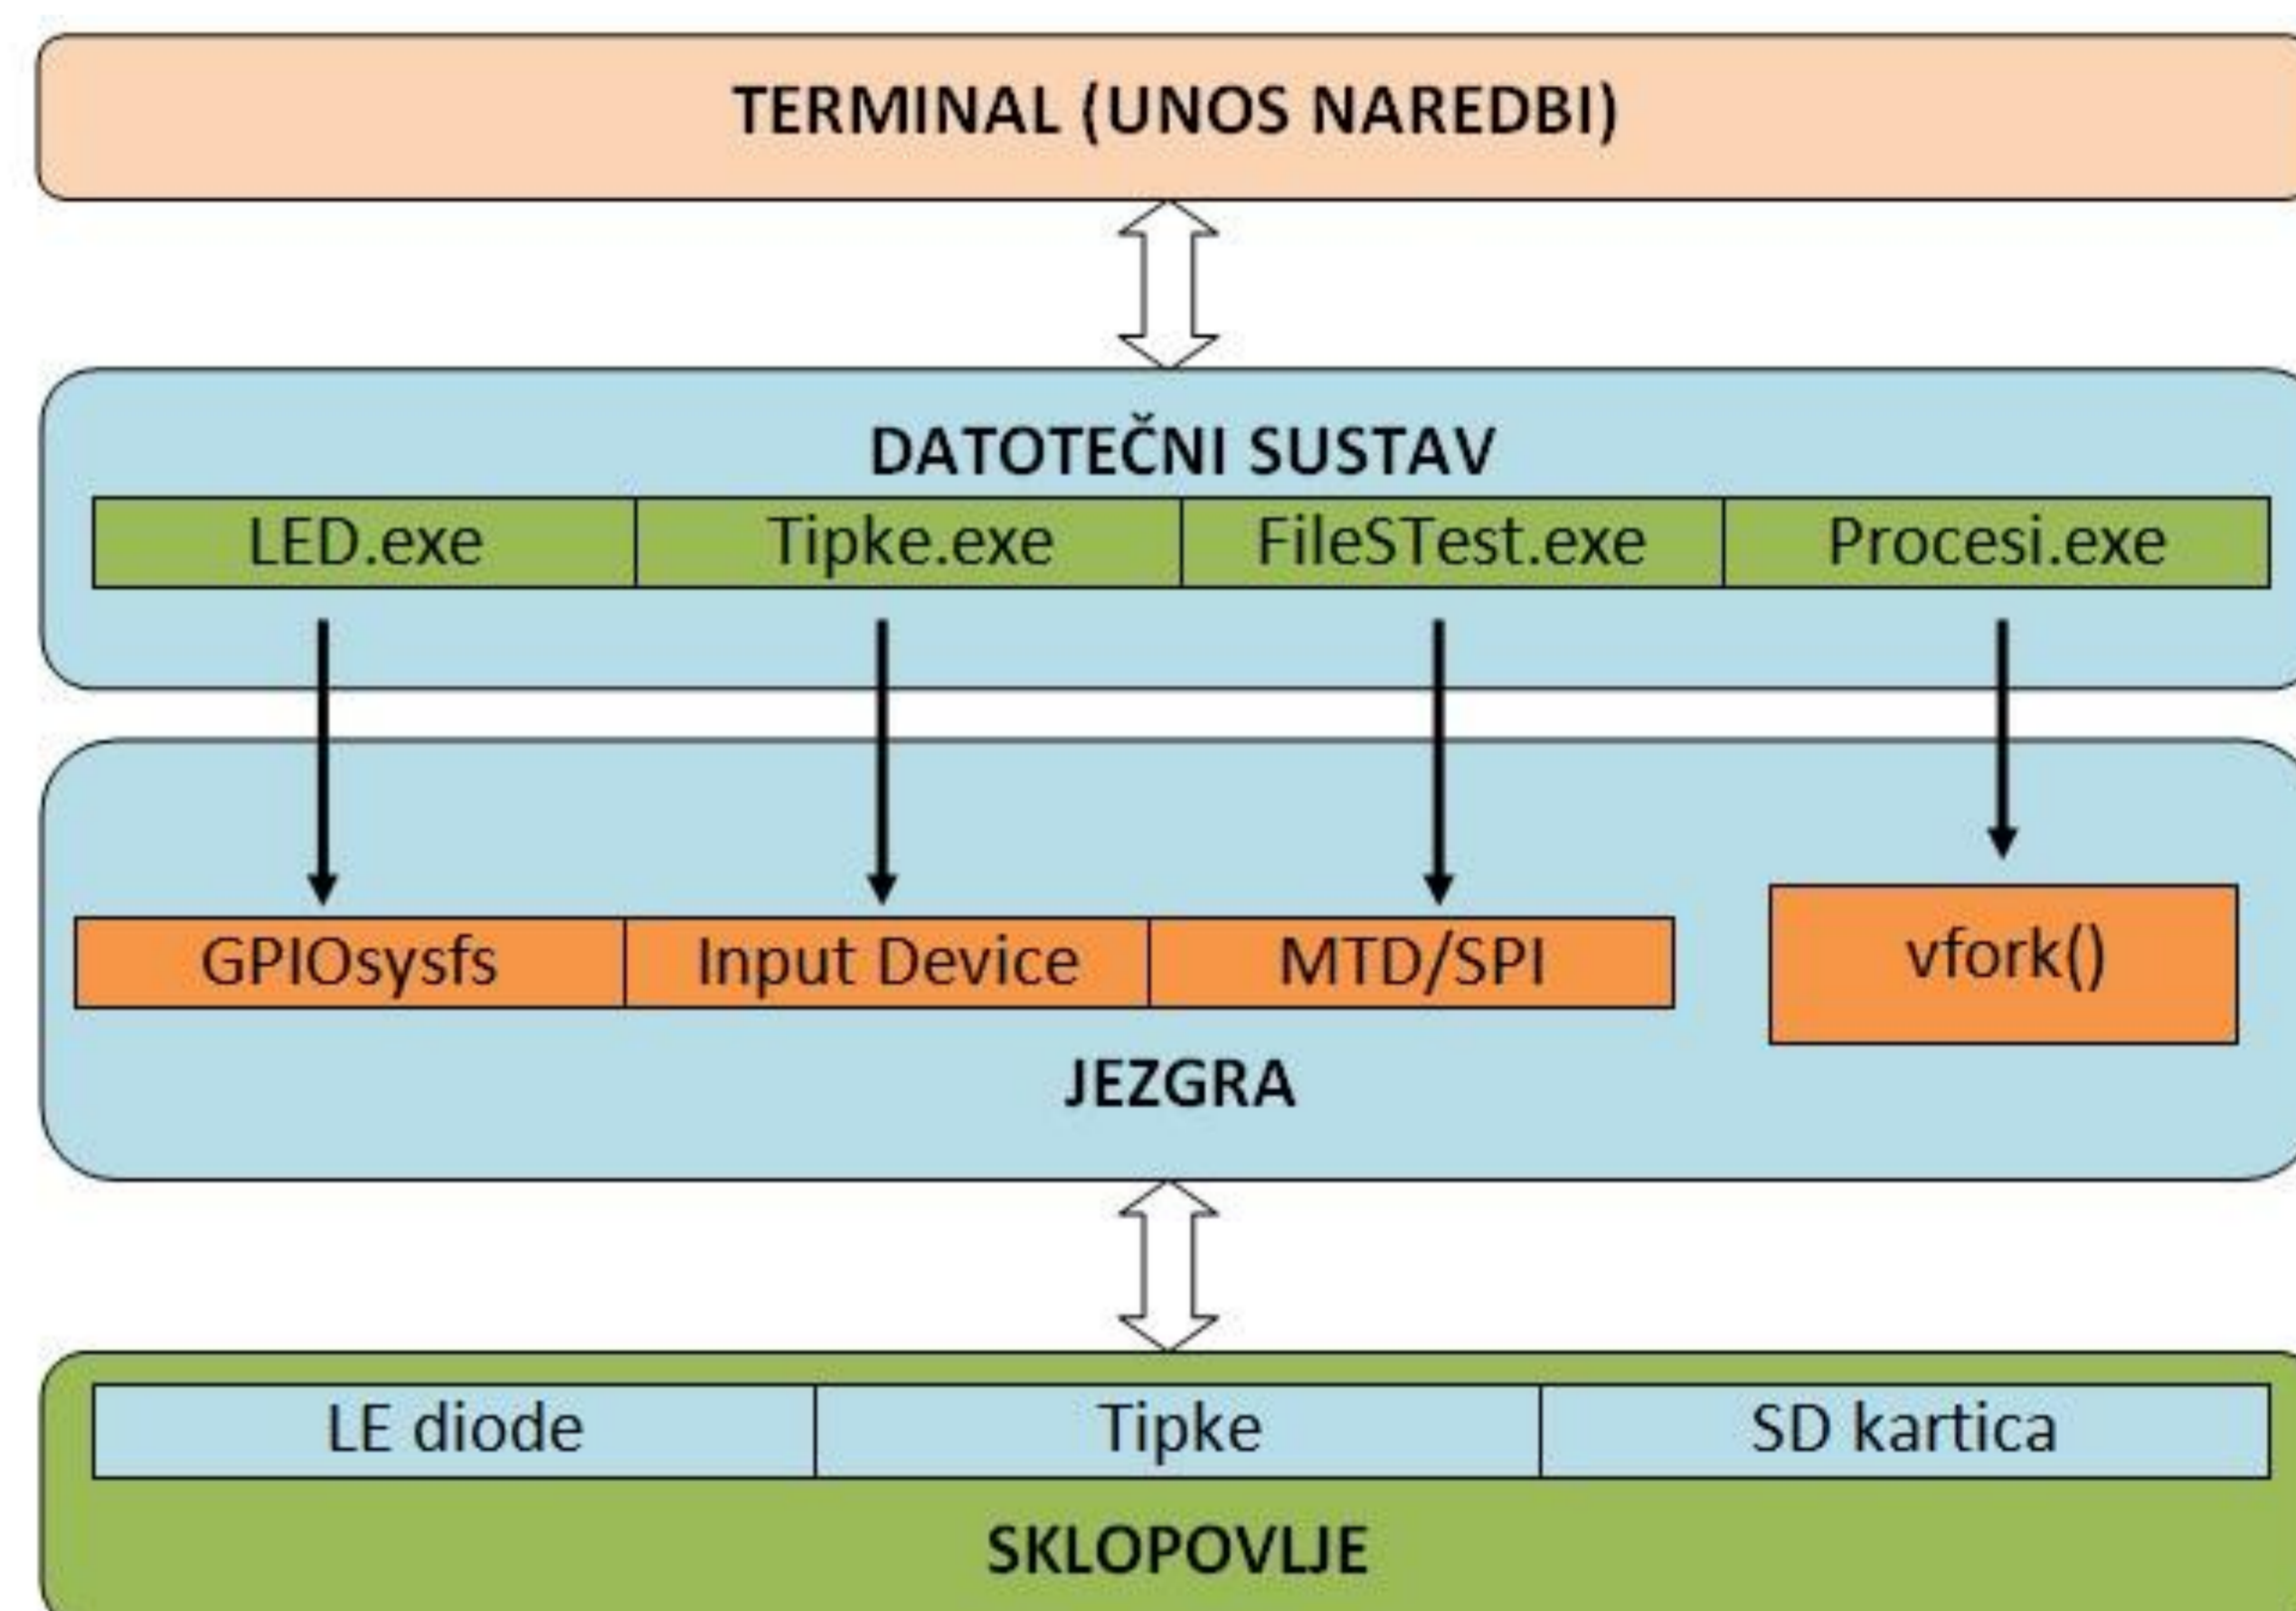 TERMINAL (UNOS NAREDBI)
DATOTEČNI SUSTAV
LED.exe Tipke.exe FileSTest.exe Procesi.exe
GPIOsysfs Input Device MTD/SPI vfork()
JEZGRA
LE diode Tipke SD kartica
SKLOPOVLJE